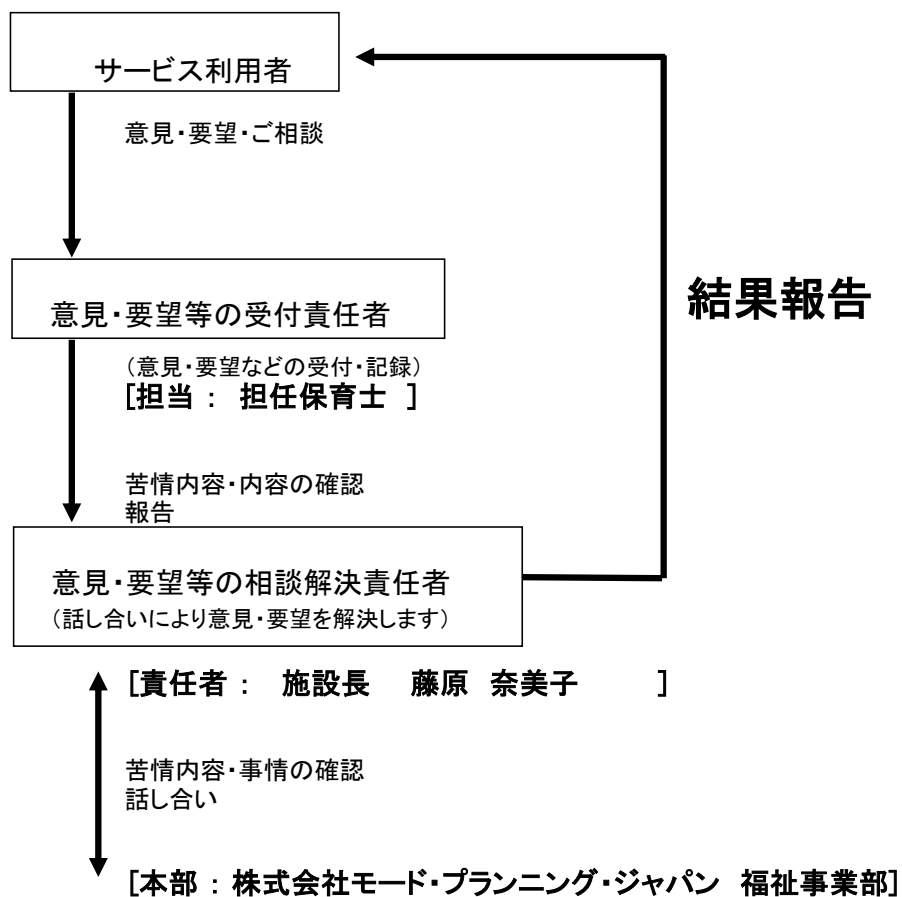 サービス利用者
意見・要望・ご相談
意見・要望等の受付責任者
（意見・要望などの受付・記録）
[担当 ： 担任保育士 ]
苦情内容・内容の確認
報告
意見・要望等の相談解決責任者
（話し合いにより意見・要望を解決します）
結果報告
[責任者 ： 施設長 藤原 奈美子 ]
苦情内容・事情の確認
話し合い
[本部 ： 株式会社モード・プランニング・ジャパン 福祉事業部]